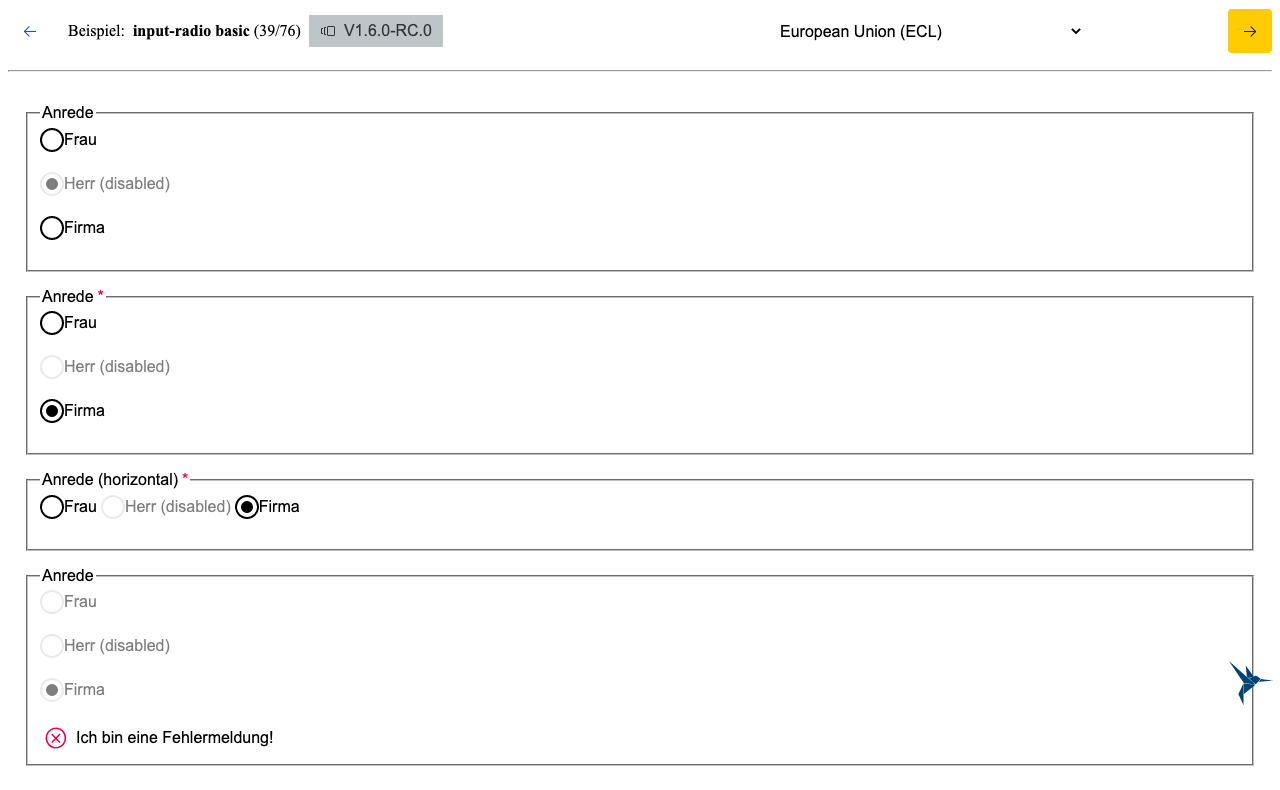 Beispiel: input-radio basic (39/76) V1.6.0-RC.0 European Union (ECL)
Anrede
Frau
Herr (disabled)
Firma
Anrede *
Frau
Herr (disabled)
Firma
Anrede (horizontal) *
Frau Herr (disabled) Firma
Anrede
Frau
Herr (disabled)
Firma
Ich bin eine Fehlermeldung!